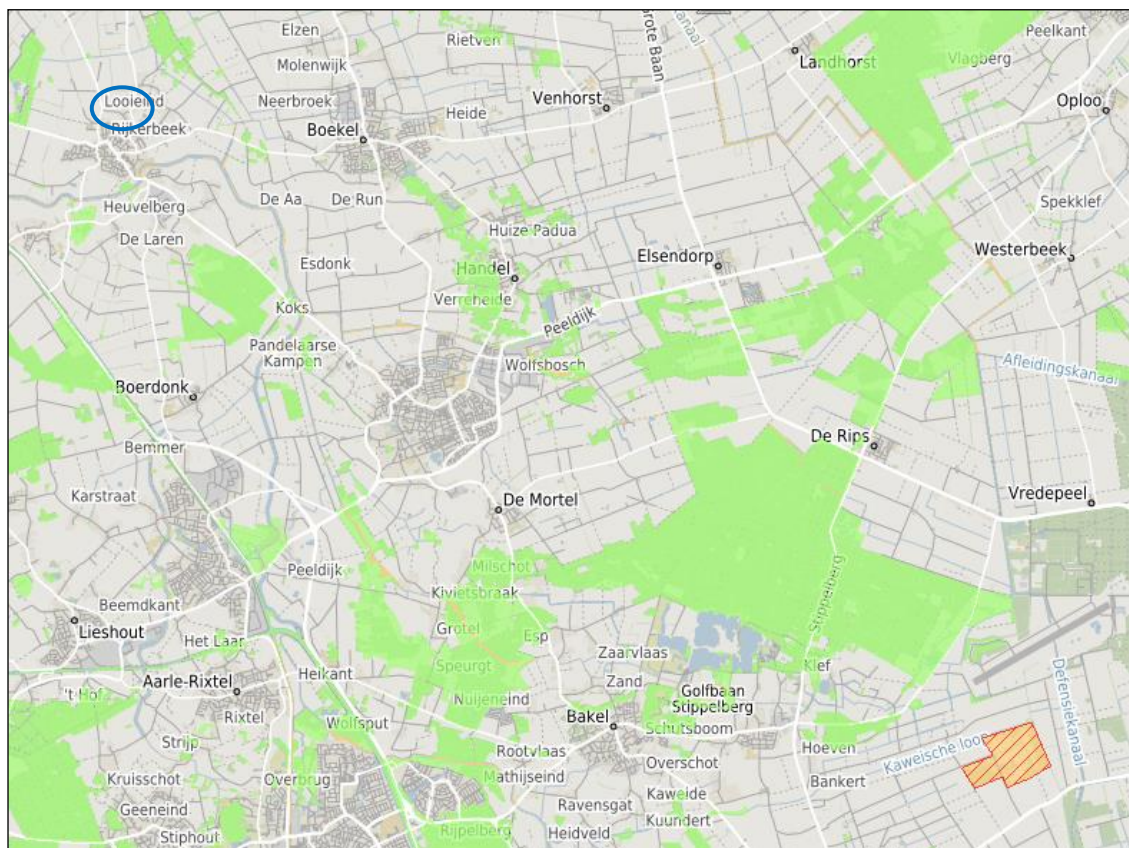 Elzen
Rietven
Grote Baan
Kanaal
Peelkant
Molenwijk
Landhorst
Vlagberg
Looieind
Neerbroek
Heide
Venhorst
Oploo
Rijkerbeek
Boekel
De Aa
De Run
Heuvelberg
Spekklef
De Laren
Huize Padua
Elsendorp
Westerbeek
Esdonk
Handel
Verreheide
Koks
Peeldijk
Pandelaarse
Kampen
Wolfsbosch
Afleidingskanaal
Boerdonk
De Rips
Bemmer
Karstraat
De Mortel
Vredepeel
Peeldijk
Milschot
Kivietsbraak
Stippelberg
Beemdkant
Lieshout
Grotel
Esp
Het Laar
Zaarvlaas
Speurgt
Klef
Heikant
Zand
Defensiekanaal
't Hof
Aarle-Rixtel
Nuijeneind
Golfbaan
Stippelberg
Rixtel
Wolfsput
Bakel
Schutsboom
Strijp
Rootvlaas
Hoeven
Kaweische loop
Overschot
Kruisschot
Overbrug
Mathijseind
Bankert
Kaweide
Geeneind
Ravensgat
Kuundert
Stiphout
Rijpelberg
Heidveld